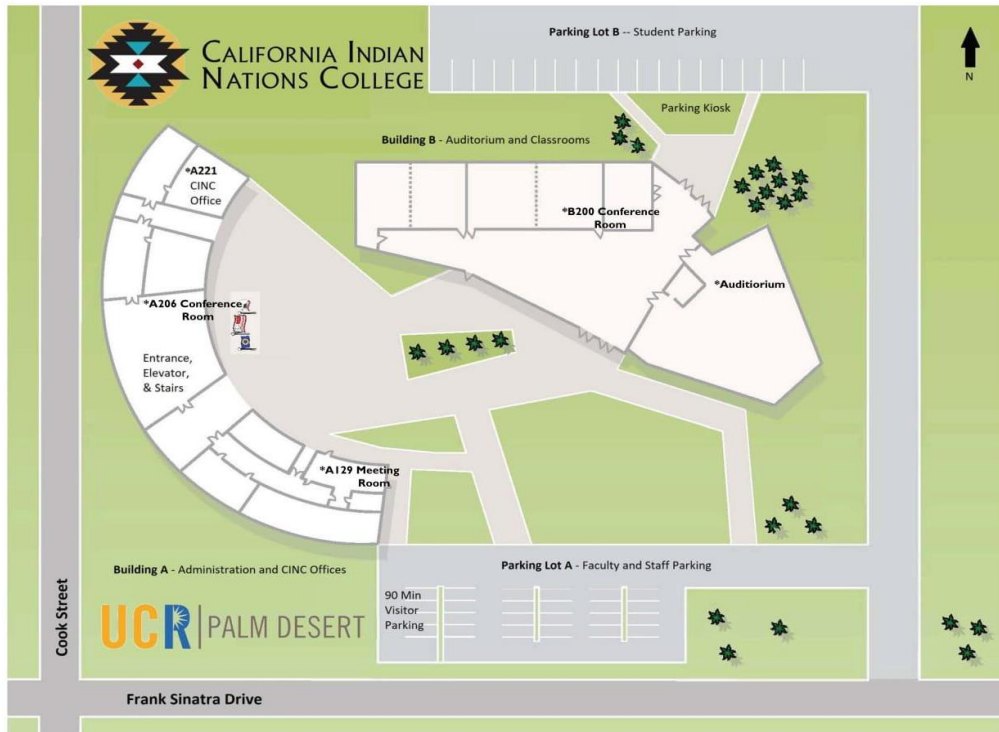 CALIFORNIA INDIAN
NATIONS COLLEGE
Parking Lot B -- Student Parking
N
Parking Kiosk
Building B - Auditorium and Classrooms
*A221
CINC
Office
*B200 Conference
Room
*Auditorium
*A206 Conference
Room
Entrance,
Elevator,
& Stairs
*A129 Meeting
Room
Building A - Administration and CINC Offices
Parking Lot A - Faculty and Staff Parking
90 Min
Visitor
Parking
UCR PALM DESERT
Cook Street
Frank Sinatra Drive